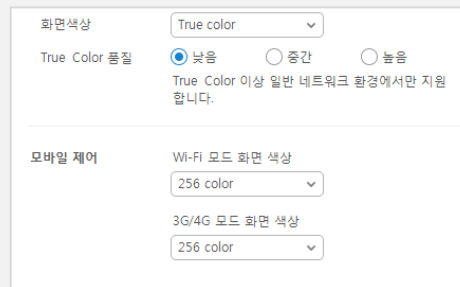 화면색상 True color
True Color 품질 낮음 중간 높음
True Color 이상 일반 네트워크 환경에서만 지원
합니다.
모바일 제어 Wi-Fi 모드 화면 색상
256 color
3G/4G 모드 화면 색상
256 color